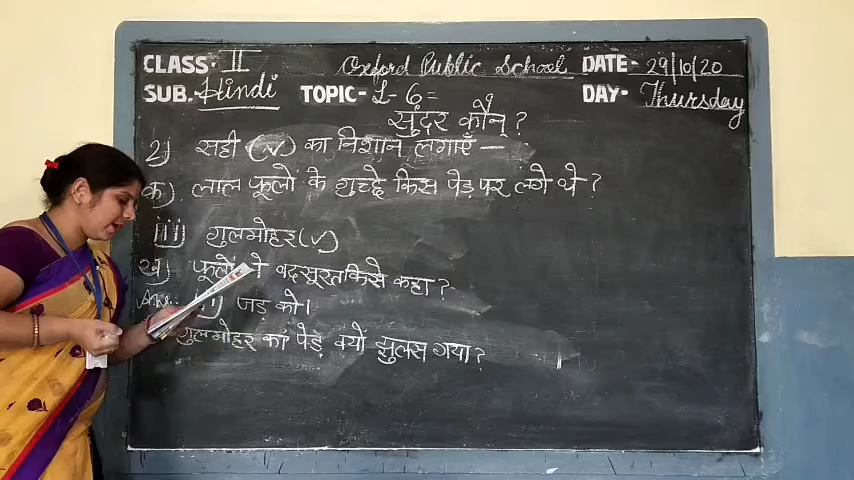 CLASS. II Oxford Public School DATE- 29/10/20
SUB. Hindi TOPIC- L-6= DAY- Thursday
सुंदर कौन ?
2) सही (✓) का निशान लगाएँ —
क) लाल फूलों के गुच्छे किस पेड़ पर लगे थे ?
iii) गुलमोहर (✓)
ख) फूलों ने बदसूरत किसे कहा ?
Ans:- ii) जड़ को।
गुलमोहर का पेड़ क्यों झुलस गया ?